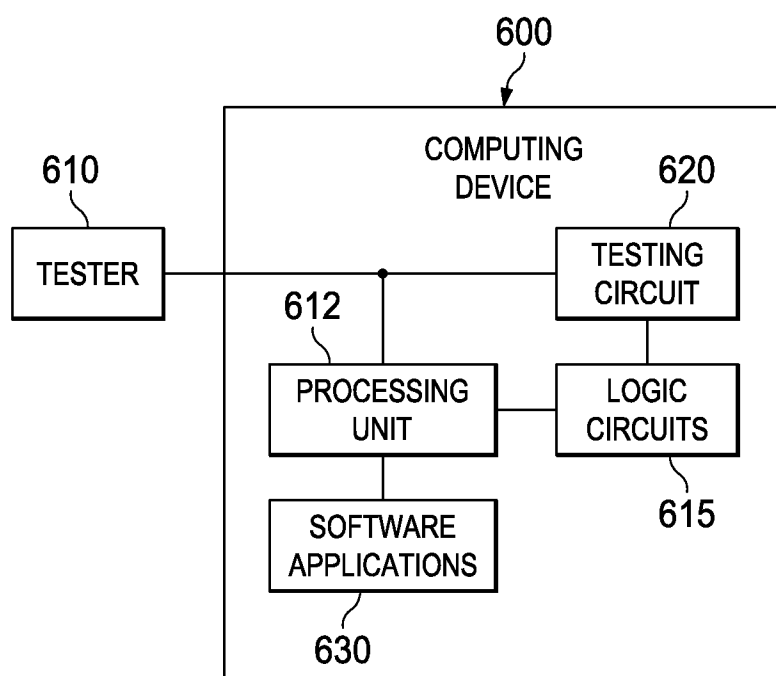 600
COMPUTING
DEVICE
610
620
TESTER
TESTING
CIRCUIT
612
PROCESSING
UNIT
LOGIC
CIRCUITS
615
SOFTWARE
APPLICATIONS
630